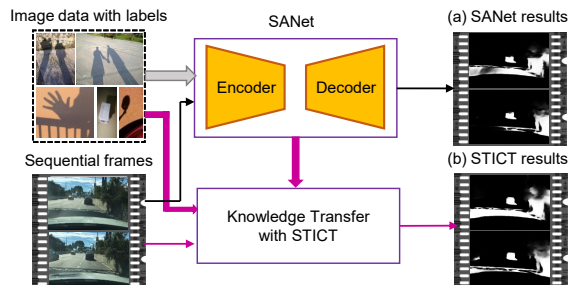 Image data with labels
SANet
(a) SANet results
Encoder
Decoder
Sequential frames
(b) STICT results
Knowledge Transfer
with STICT